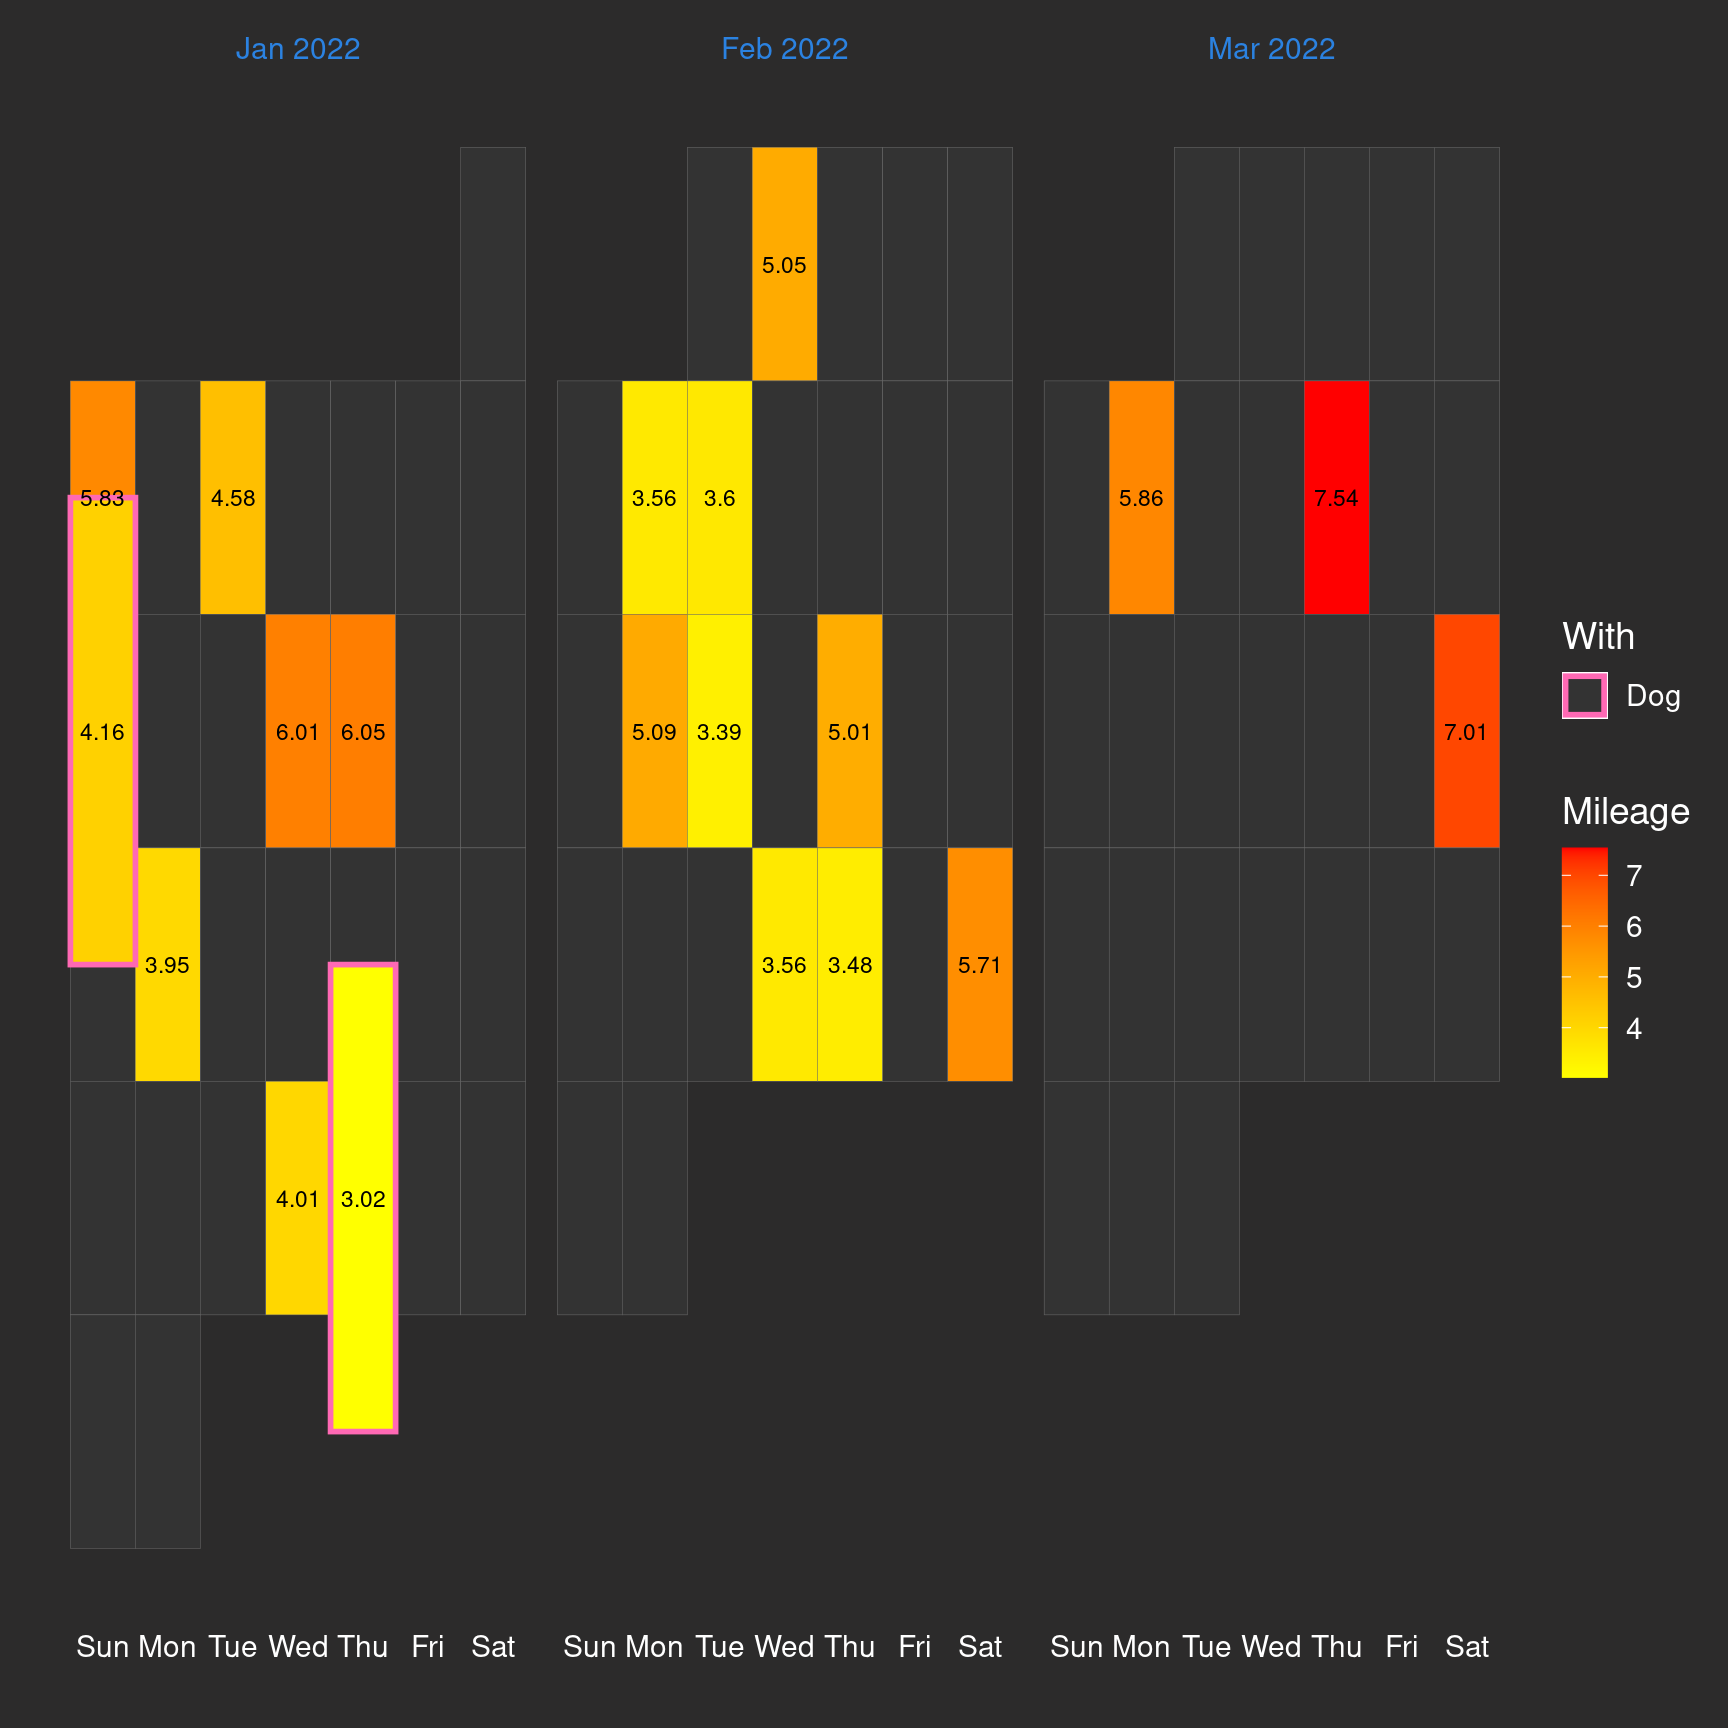 Jan 2022 Feb 2022 Mar 2022
5.05
5.83 4.58 3.56 3.6 5.86 7.54
4.16 6.01 6.05 5.09 3.39 5.01 7.01
3.95 3.56 3.48 5.71
4.01 3.02
Sun Mon Tue Wed Thu Fri Sat Sun Mon Tue Wed Thu Fri Sat Sun Mon Tue Wed Thu Fri Sat
With
Dog
Mileage
7
6
5
4